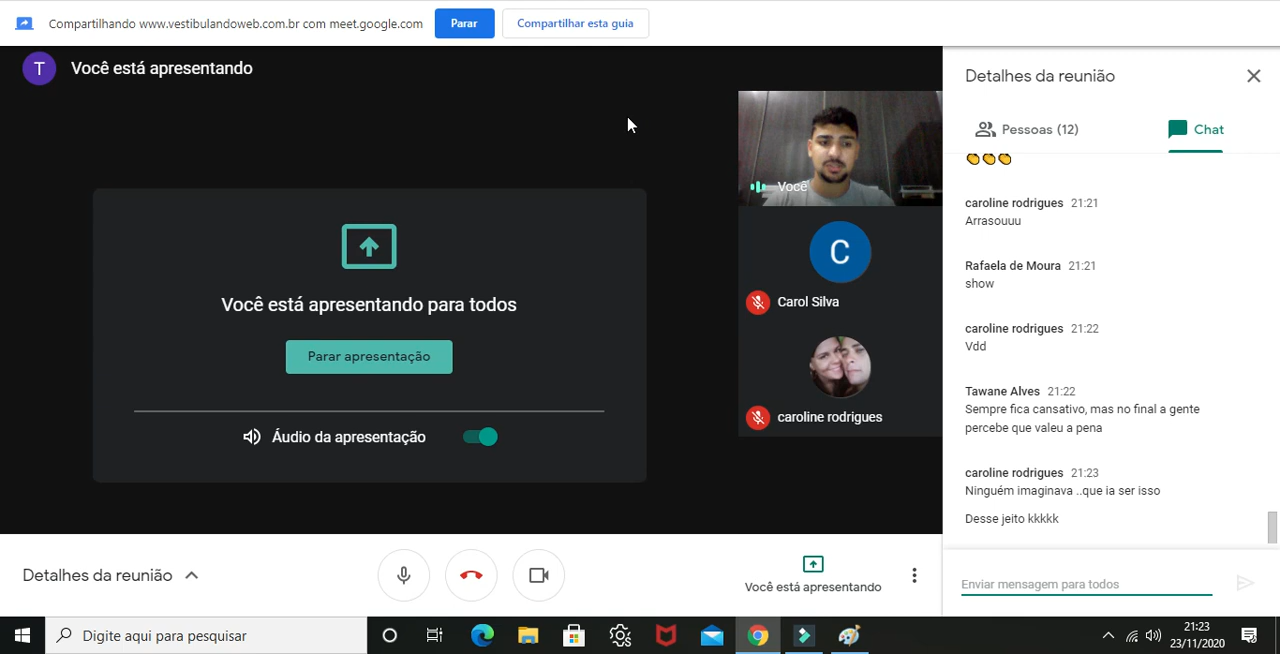 Compartilhando www.vestibulandoweb.com.br com meet.google.com
Parar
Compartilhar esta guia
T
Você está apresentando
Você está apresentando para todos
Parar apresentação
Áudio da apresentação
Você
C
Carol Silva
caroline rodrigues
Detalhes da reunião
Pessoas (12)
Chat
👏👏👏
caroline rodrigues 21:21
Arrasouuu
Rafaela de Moura 21:21
show
caroline rodrigues 21:22
Vdd
Tawane Alves 21:22
Sempre fica cansativo, mas no final a gente
percebe que valeu a pena
caroline rodrigues 21:23
Ninguém imaginava ..que ia ser isso
Desse jeito kkkkk
Enviar mensagem para todos
Detalhes da reunião
Você está apresentando
Digite aqui para pesquisar
21:23
23/11/2020